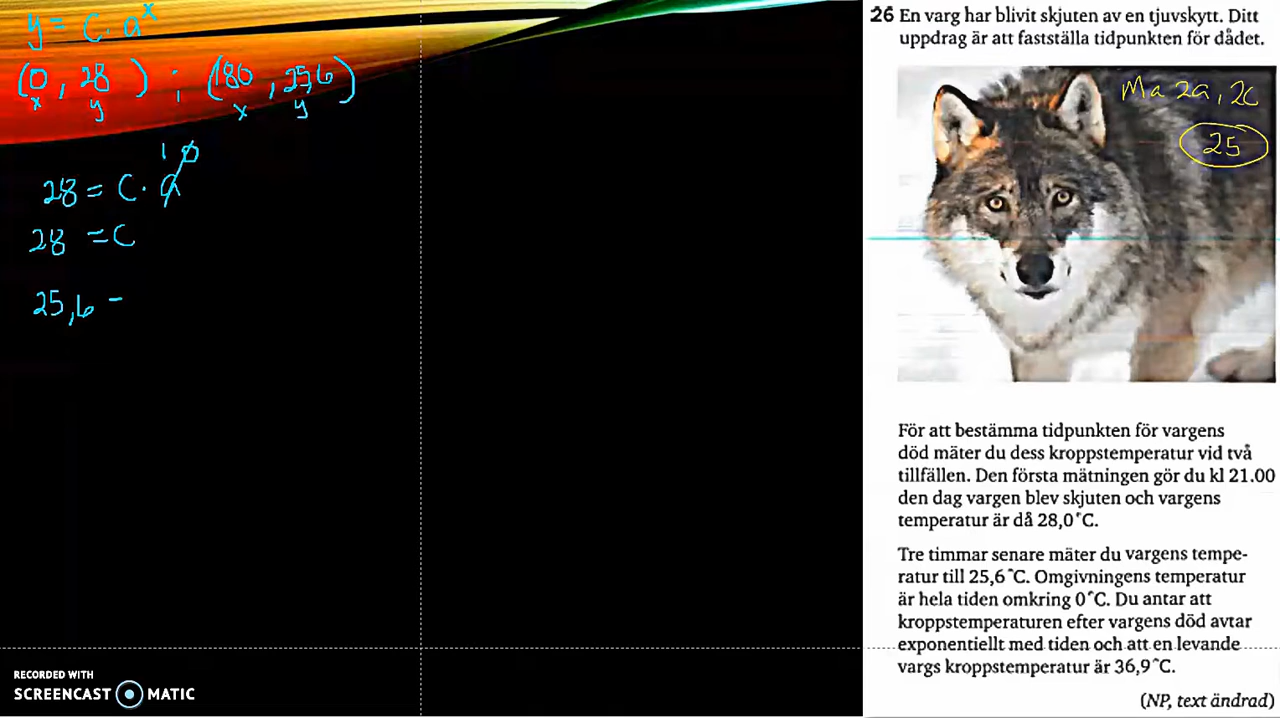 y = C · a^x
(0, 28) ; (180, 25,6)
x y x y
1
28 = C · a^0
28 = C
25,6 =
RECORDED WITH
SCREENCAST MATIC
26 En varg har blivit skjuten av en tjuvskytt. Ditt
uppdrag är att fastställa tidpunkten för dådet.
Ma 2a, 2c
25
För att bestämma tidpunkten för vargens
död mäter du dess kroppstemperatur vid två
tillfällen. Den första mätningen gör du kl 21.00
den dag vargen blev skjuten och vargens
temperatur är då 28,0°C.
Tre timmar senare mäter du vargens tempe-
ratur till 25,6°C. Omgivningens temperatur
är hela tiden omkring 0°C. Du antar att
kroppstemperaturen efter vargens död avtar
exponentiellt med tiden och att en levande
vargs kroppstemperatur är 36,9°C.
(NP, text ändrad)